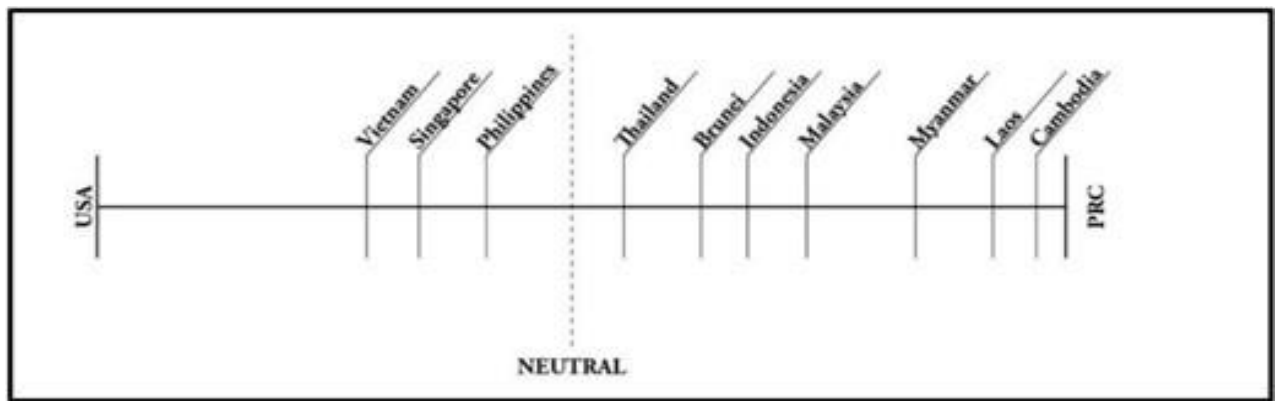 USA
Vietnam
Singapore
Philippines
Thailand
Brunei
Indonesia
Malaysia
Myanmar
Laos
Cambodia
PRC
NEUTRAL